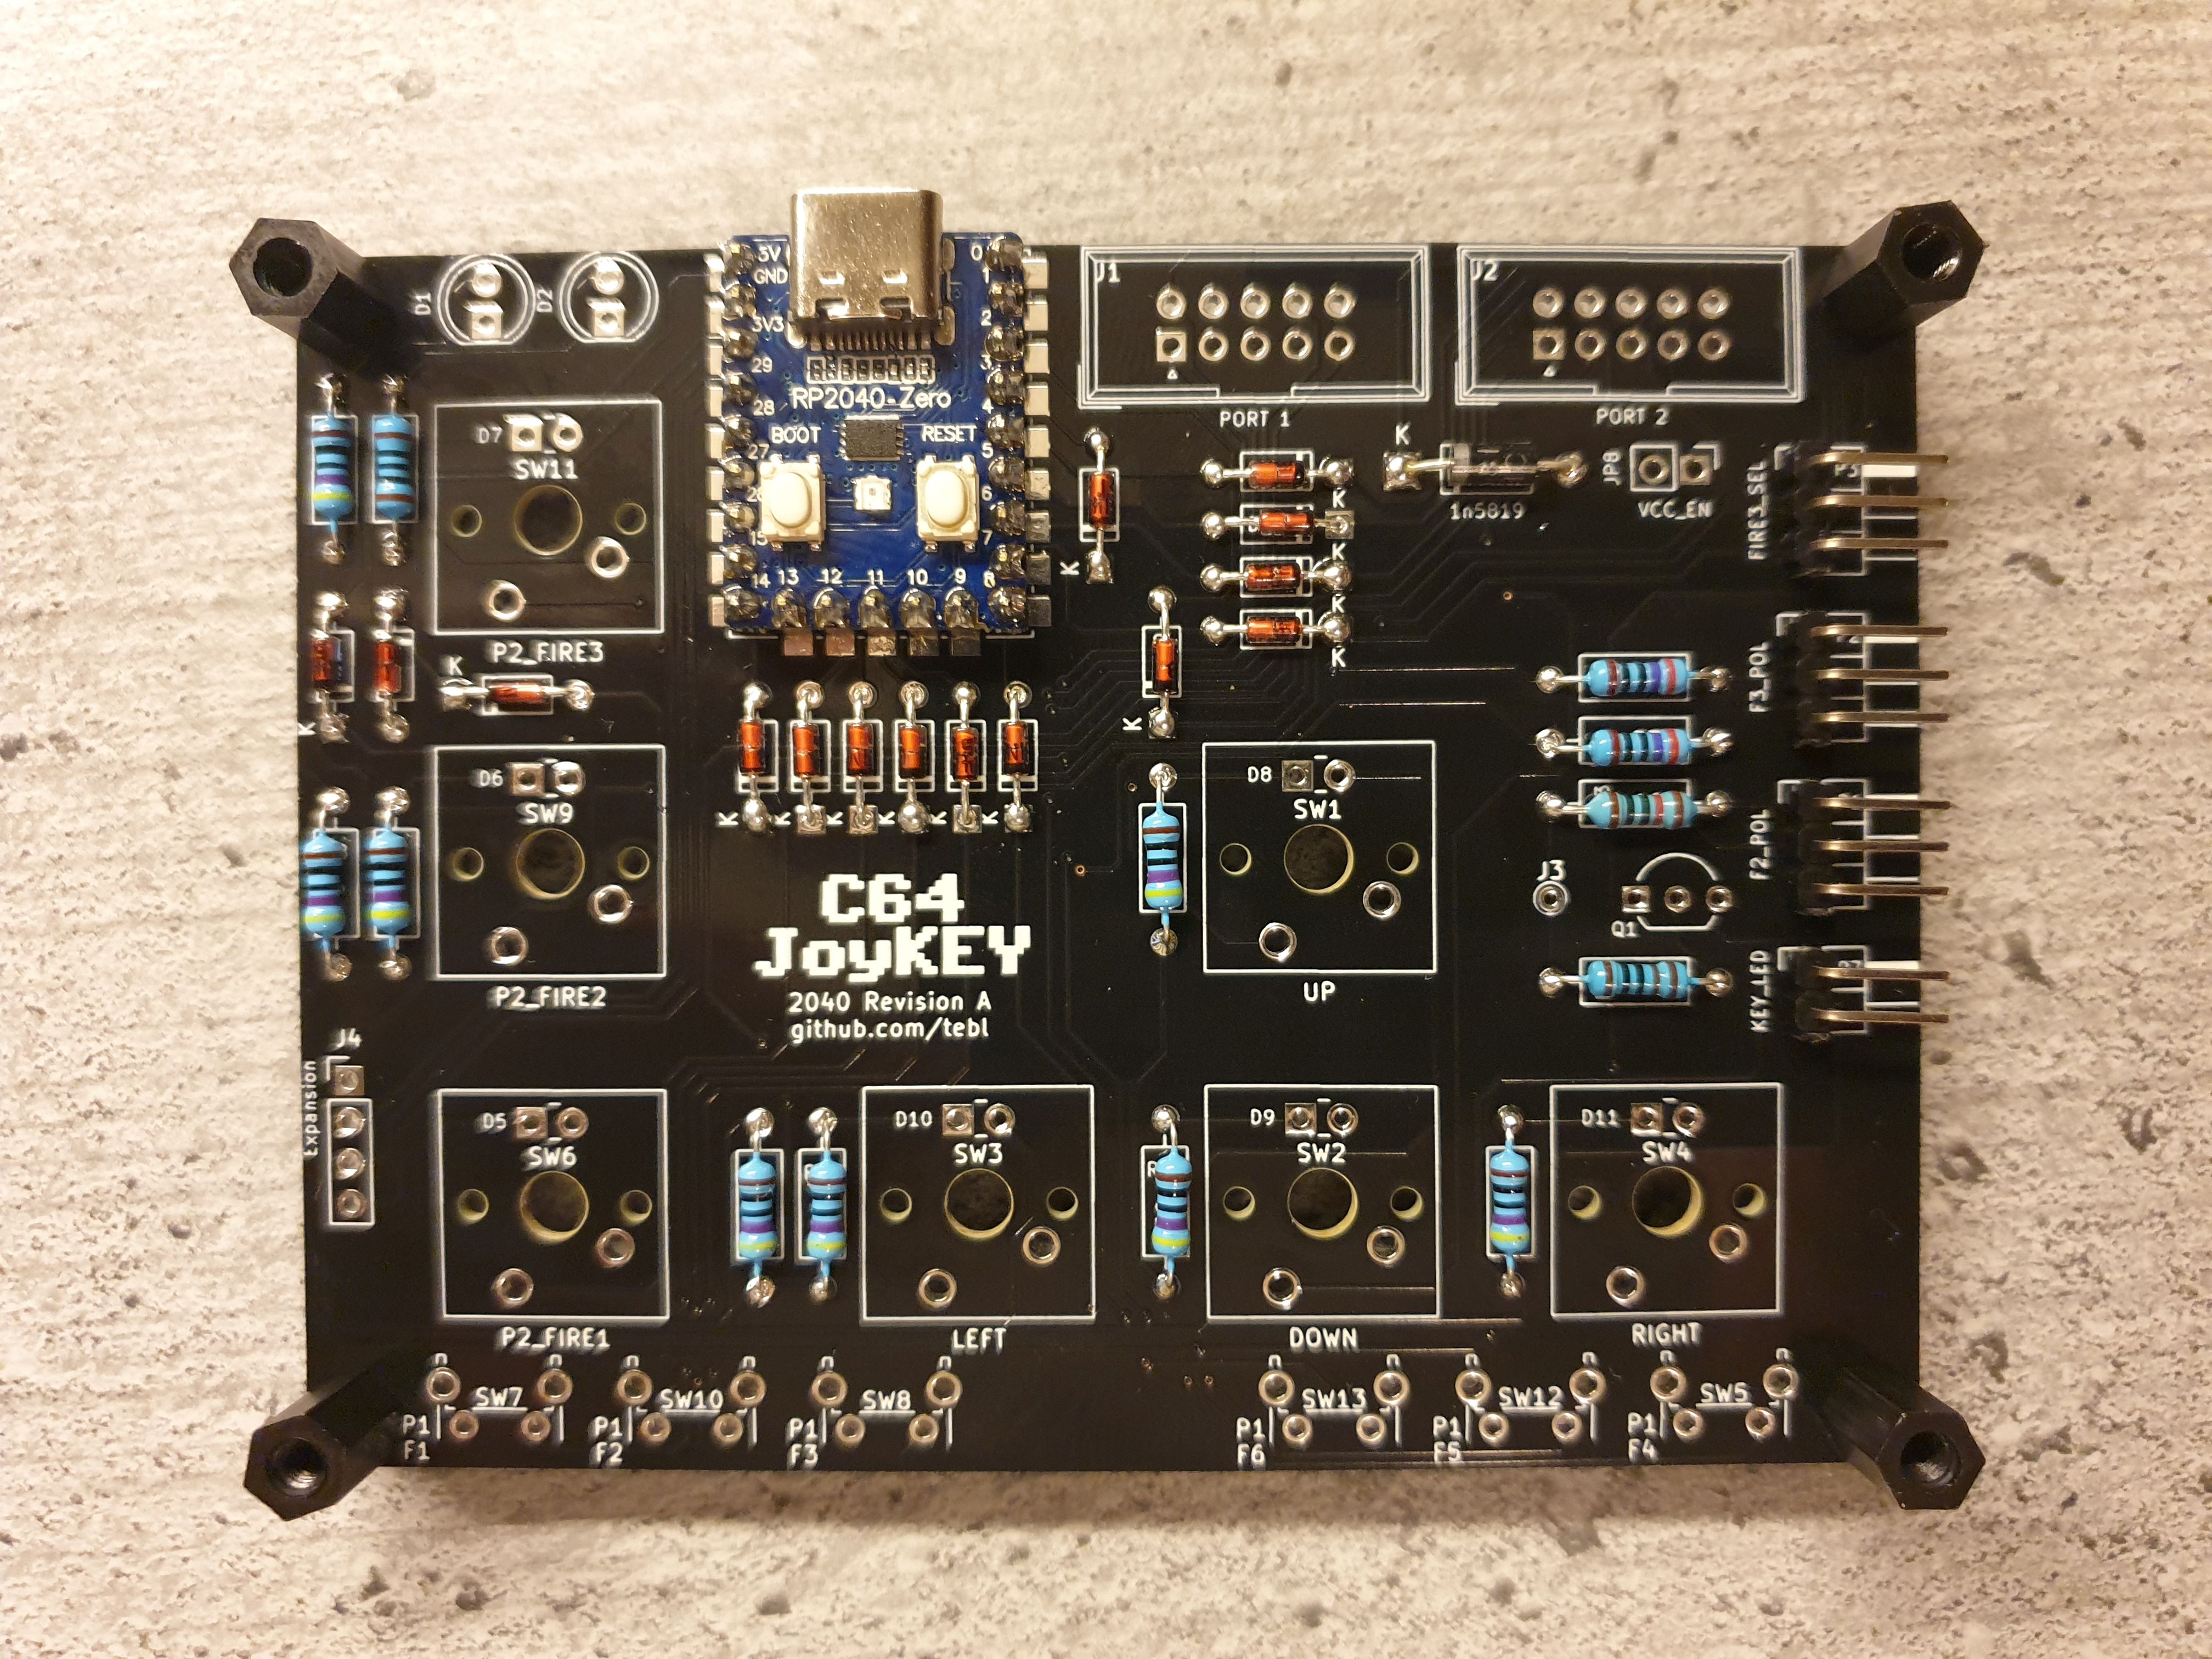 D1
D2
3V
GND
3V3
29
28
27
15
14
0
1
2
3
4
5
6
7
8
RP2040-Zero
BOOT
RESET
13 12 11 10 9
J1
PORT 1
J2
PORT 2
D7
SW11
P2_FIRE3
K
K
K
K
K
K
K
K
K
1n5819
JP8
VCC_EN
FIRE3_SEL
F3_POL
F2_POL
KEY_LED
K
K
K K K K K K
D6
SW9
P2_FIRE2
D8
SW1
UP
J3
Q1
C64
JoyKEY
2040 Revision A
github.com/tebl
J4
Expansion
D5
SW6
P2_FIRE1
D10
SW3
LEFT
D9
SW2
DOWN
D11
SW4
RIGHT
SW7
P1
F1
SW10
P1
F2
SW8
P1
F3
SW13
P1
F6
SW12
P1
F5
SW5
P1
F4